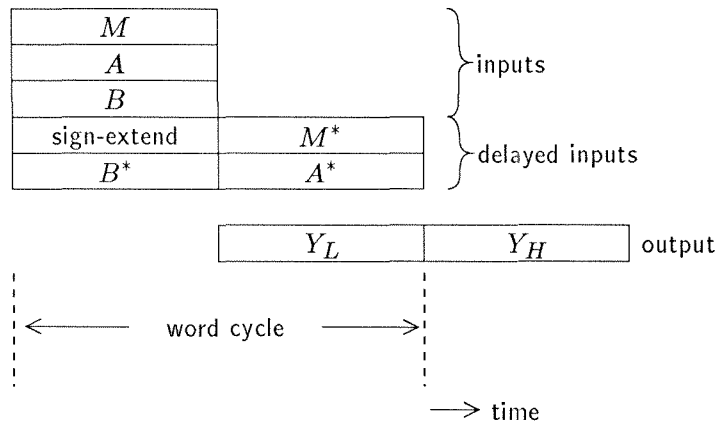 M
A
inputs
B
sign-extend M*
delayed inputs
B* A*
Y_L Y_H output
word cycle
time